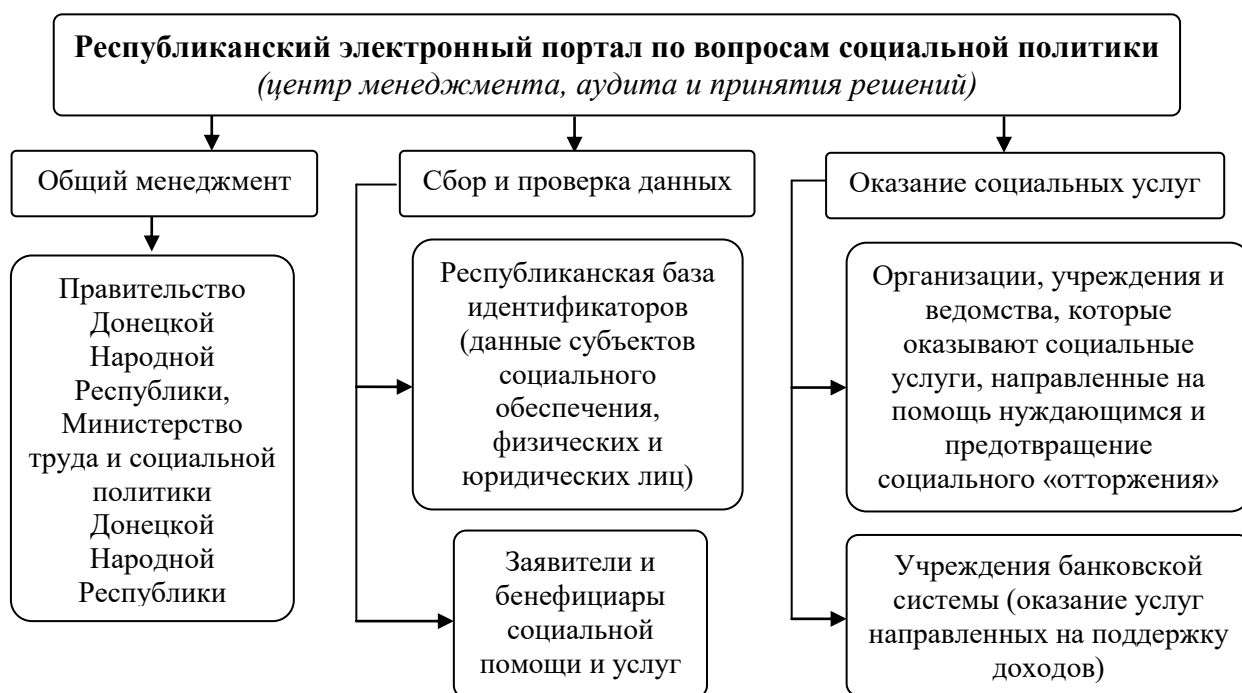 Республиканский электронный портал по вопросам социальной политики
(центр менеджмента, аудита и принятия решений)
Общий менеджмент
Правительство
Донецкой
Народной
Республики,
Министерство
труда и социальной
политики
Донецкой
Народной
Республики
Сбор и проверка данных
Республиканская база
идентификаторов
(данные субъектов
социального
обеспечения,
физических и
юридических лиц)
Заявители и
бенефициары
социальной
помощи и услуг
Оказание социальных услуг
Организации, учреждения и
ведомства, которые
оказывают социальные
услуги, направленные на
помощь нуждающимся и
предотвращение
социального «отторжения»
Учреждения банковской
системы (оказание услуг
направленных на поддержку
доходов)